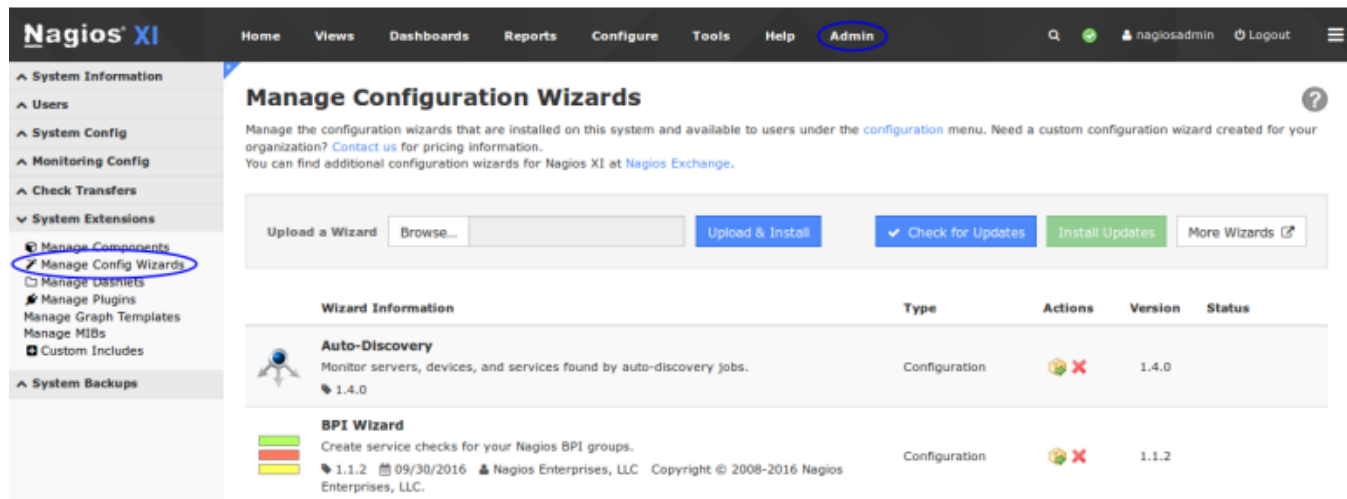 Nagios® XI
Home Views Dashboards Reports Configure Tools Help Admin nagiosadmin Logout
System Information
Users
System Config
Monitoring Config
Check Transfers
System Extensions
Manage Components
Manage Config Wizards
Manage Dashlets
Manage Plugins
Manage Graph Templates
Manage MIBs
Custom Includes
System Backups
Manage Configuration Wizards
Manage the configuration wizards that are installed on this system and available to users under the configuration menu. Need a custom configuration wizard created for your
organization? Contact us for pricing information.
You can find additional configuration wizards for Nagios XI at Nagios Exchange.
Upload a Wizard Browse... Upload & Install Check for Updates Install Updates More Wizards
Wizard Information Type Actions Version Status
Auto-Discovery
Monitor servers, devices, and services found by auto-discovery jobs. Configuration 1.4.0
1.4.0
BPI Wizard
Create service checks for your Nagios BPI groups. Configuration 1.1.2
1.1.2 09/30/2016 Nagios Enterprises, LLC Copyright © 2008-2016 Nagios
Enterprises, LLC.